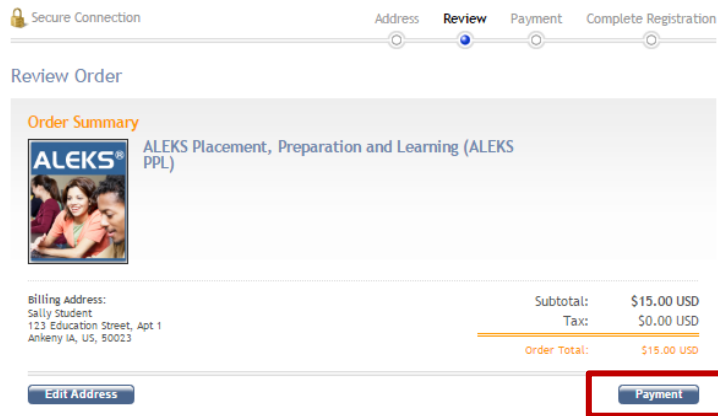 Secure Connection
Address Review Payment Complete Registration
Review Order
Order Summary
ALEKS®
ALEKS Placement, Preparation and Learning (ALEKS
PPL)
Billing Address:
Sally Student
123 Education Street, Apt 1
Ankeny IA, US, 50023
Subtotal: $15.00 USD
Tax: $0.00 USD
Order Total: $15.00 USD
Edit Address
Payment